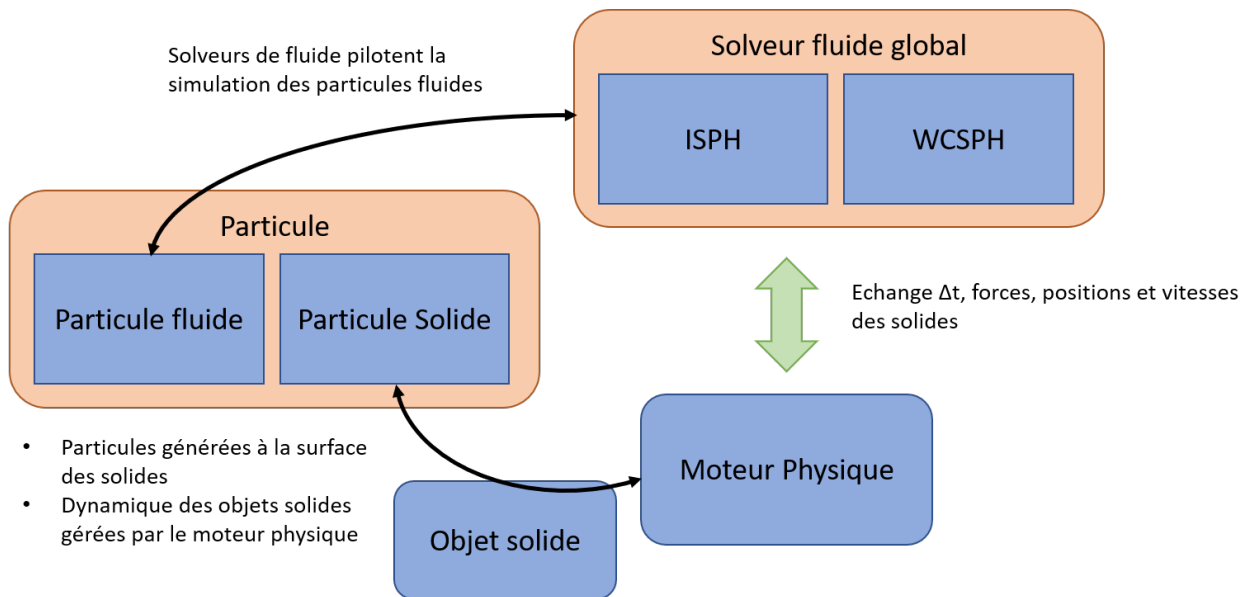 Solveurs de fluide pilotent la
simulation des particules fluides
Solveur fluide global
ISPH
WCSPH
Particule
Particule fluide
Particule Solide
Echange Δt, forces, positions et vitesses
des solides
• Particules générées à la surface
des solides
• Dynamique des objets solides
gérées par le moteur physique
Moteur Physique
Objet solide